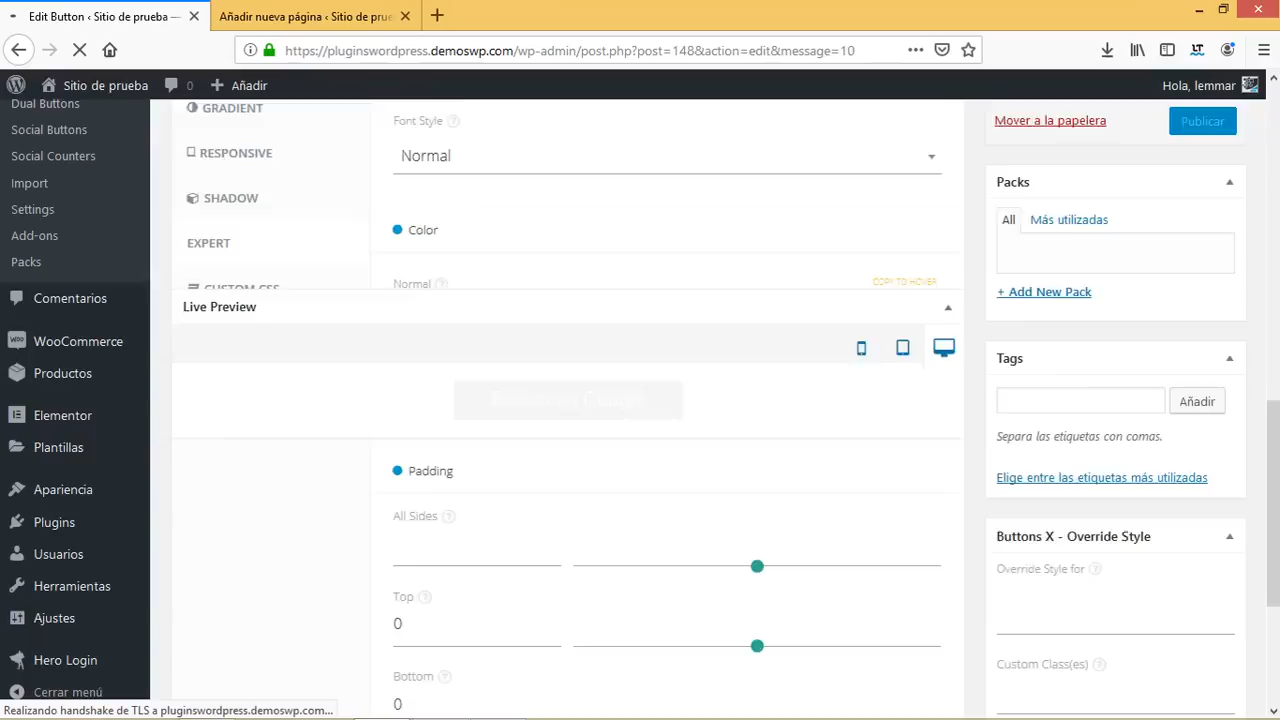 Edit Button ‹ Sitio de prueba —
Añadir nueva página ‹ Sitio de prue
https://pluginswordpress.demoswp.com/wp-admin/post.php?post=148&action=edit&message=10
Sitio de prueba
0
Añadir
Hola, lemmar
Dual Buttons
Social Buttons
Social Counters
Import
Settings
Add-ons
Packs
Comentarios
WooCommerce
Productos
Elementor
Plantillas
Apariencia
Plugins
Usuarios
Herramientas
Ajustes
Hero Login
Cerrar menú
Realizando handshake de TLS a pluginswordpress.demoswp.com...
GRADIENT
RESPONSIVE
SHADOW
EXPERT
CUSTOM CSS
Font Style
Normal
Color
Normal
COPY TO HOVER
Live Preview
Padding
All Sides
Top
0
Bottom
0
Mover a la papelera
Publicar
Packs
All
Más utilizadas
+ Add New Pack
Tags
Añadir
Separa las etiquetas con comas.
Elige entre las etiquetas más utilizadas
Buttons X - Override Style
Override Style for
Custom Class(es)